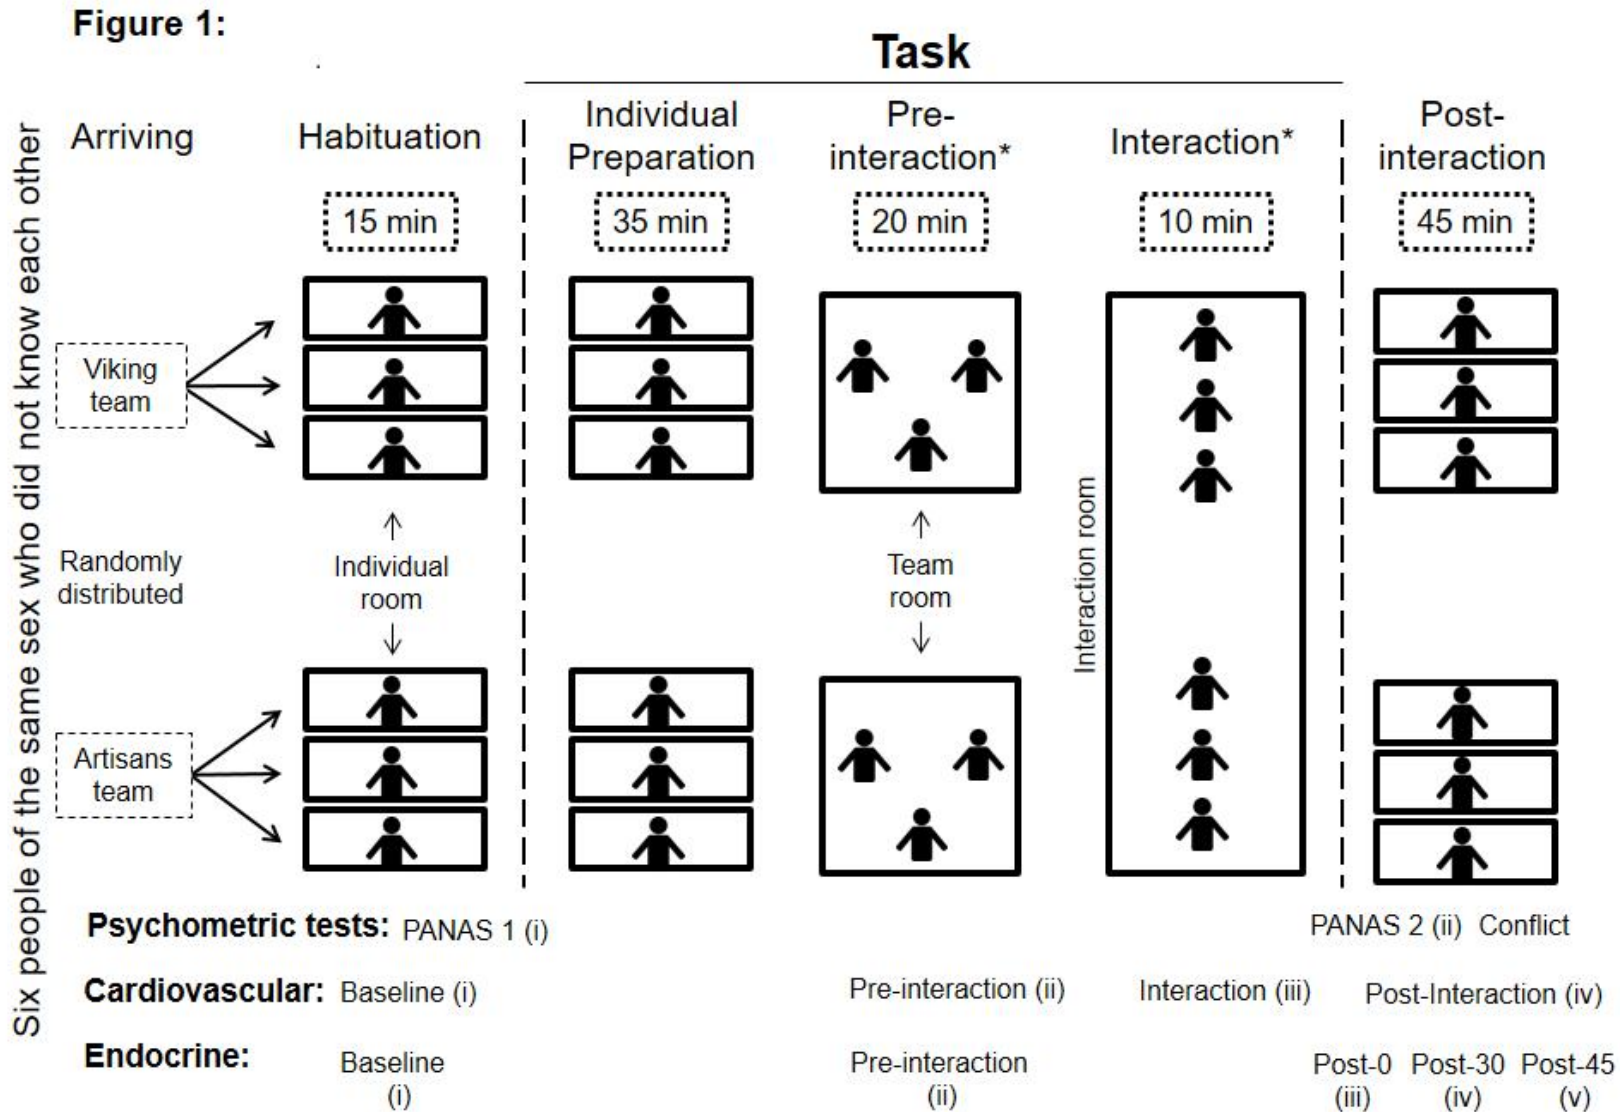 Figure 1:
Task
Six people of the same sex who did not know each other
Arriving
Habituation
Individual
Preparation
Pre-
interaction*
Interaction*
Post-
interaction
15 min
35 min
20 min
10 min
45 min
Viking
team
Randomly
distributed
Individual
room
Team
room
Interaction room
Artisans
team
Psychometric tests: PANAS 1 (i) PANAS 2 (ii) Conflict
Cardiovascular: Baseline (i) Pre-interaction (ii) Interaction (iii) Post-Interaction (iv)
Endocrine: Baseline Pre-interaction Post-0 Post-30 Post-45
(i) (ii) (iii) (iv) (v)